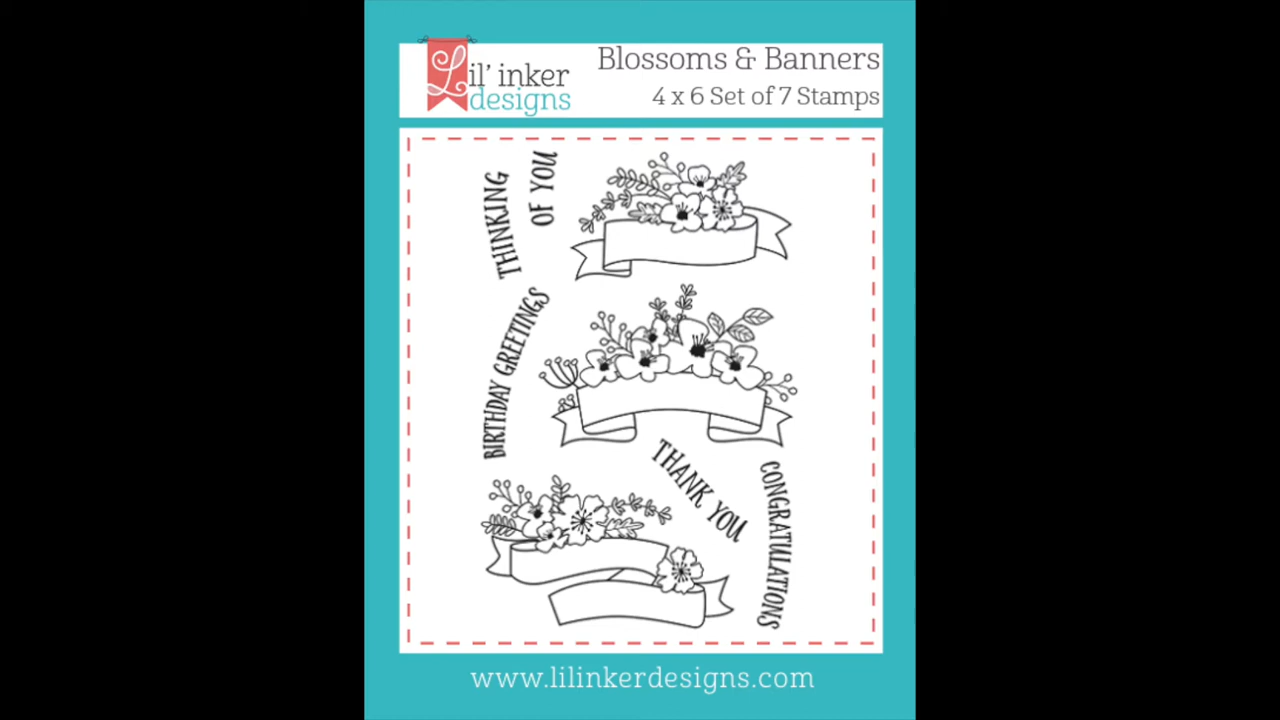 Lil' inker
designs
Blossoms & Banners
4 x 6 Set of 7 Stamps
THINKING
OF YOU
BIRTHDAY GREETINGS
THANK YOU
CONGRATULATIONS
www.lilinkerdesigns.com